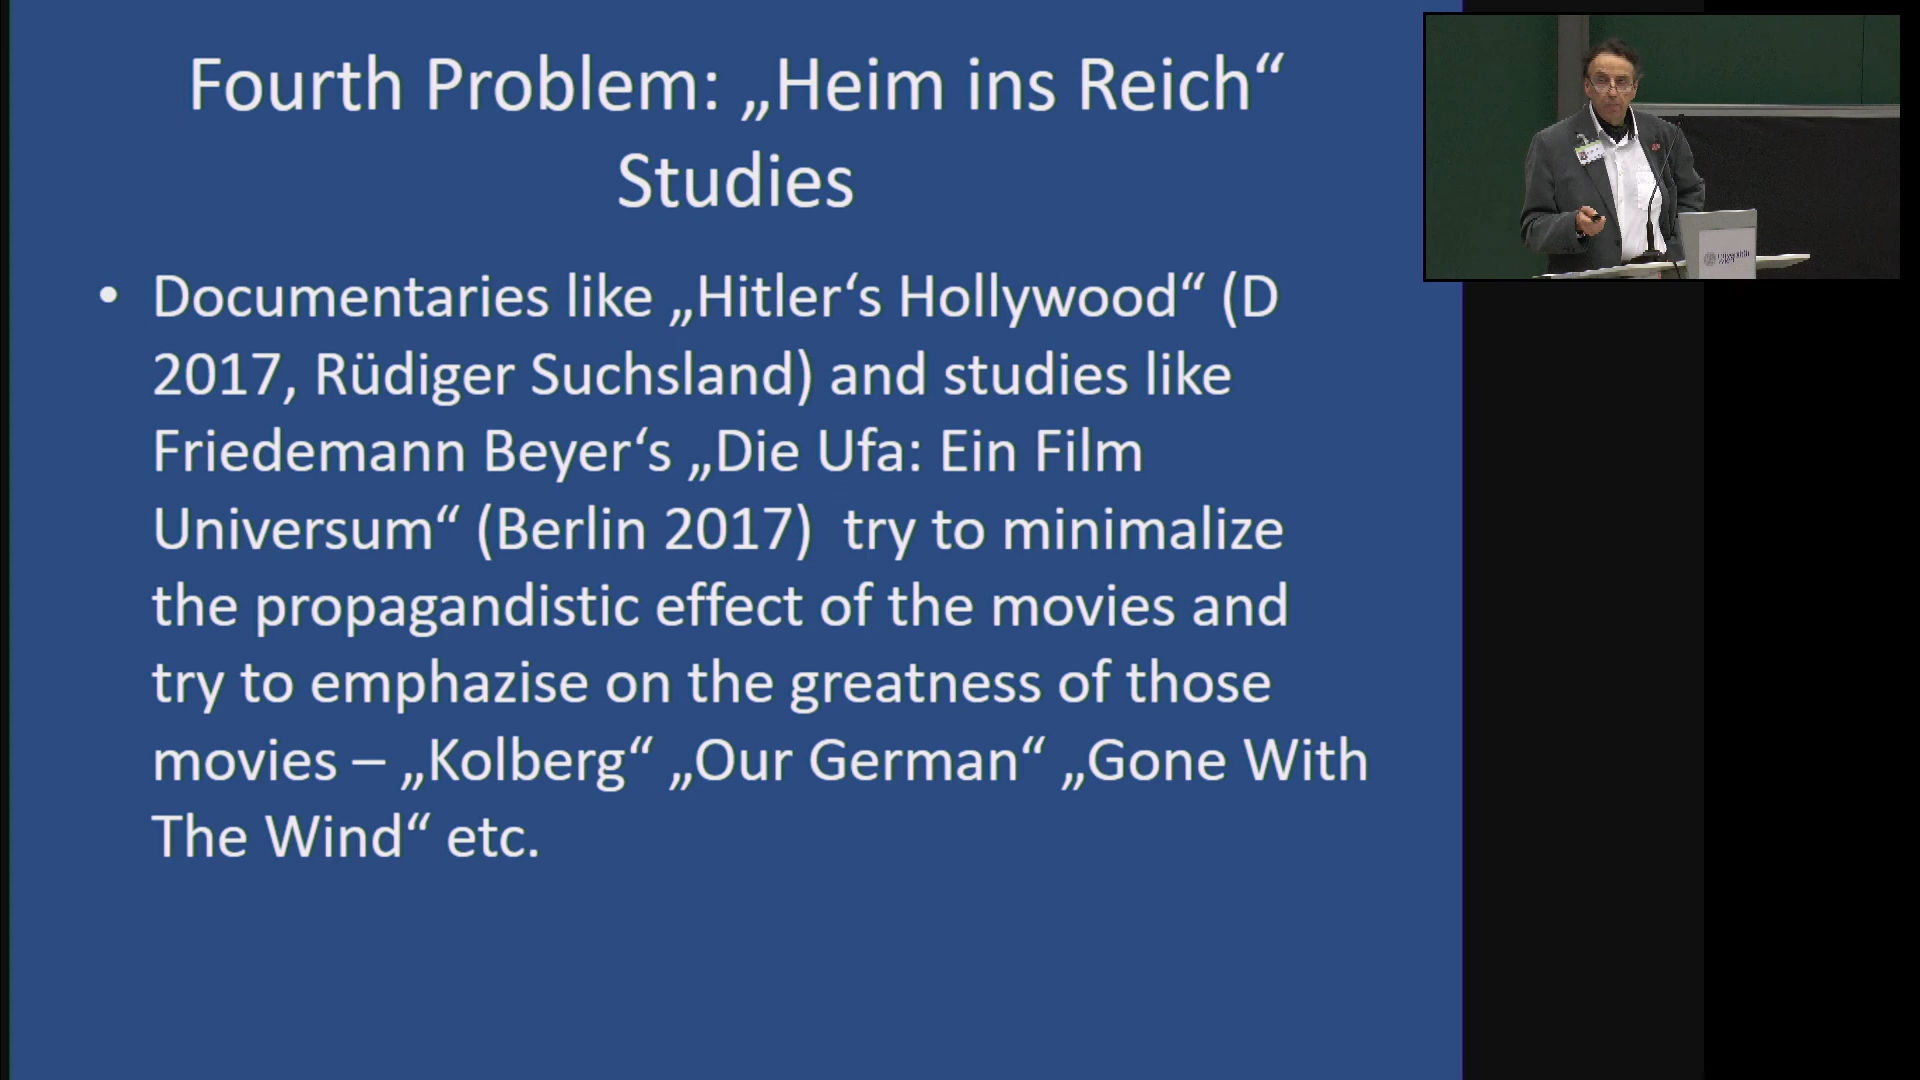 Fourth Problem: „Heim ins Reich“
Studies
• Documentaries like „Hitler‘s Hollywood“ (D
2017, Rüdiger Suchsland) and studies like
Friedemann Beyer‘s „Die Ufa: Ein Film
Universum“ (Berlin 2017)  try to minimalize
the propagandistic effect of the movies and
try to emphazise on the greatness of those
movies – „Kolberg“ „Our German“ „Gone With
The Wind“ etc.